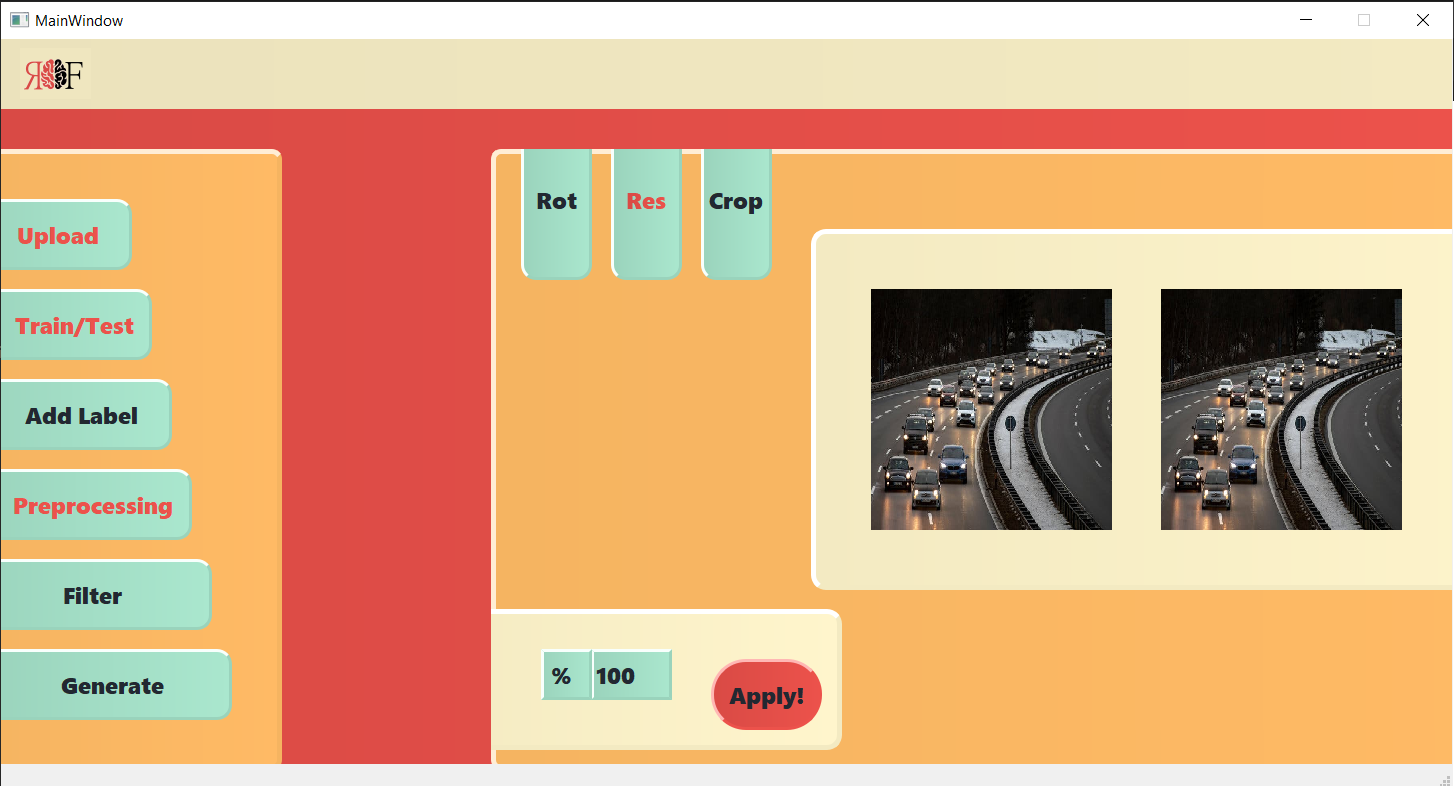 MainWindow
ЯF
Rot
Res
Crop
Upload
Train/Test
Add Label
Preprocessing
Filter
Generate
% 100
Apply!